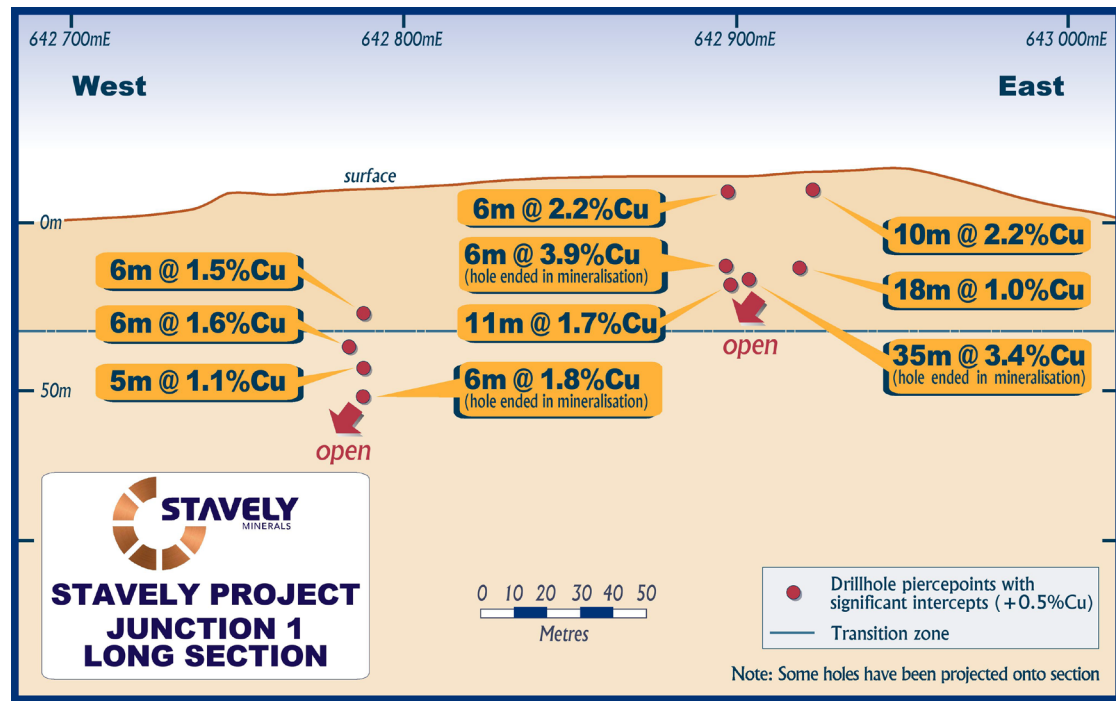 642 700mE
642 800mE
642 900mE
643 000mE
West
East
surface
0m
6m @ 2.2%Cu
10m @ 2.2%Cu
6m @ 3.9%Cu
(hole ended in mineralisation)
6m @ 1.5%Cu
18m @ 1.0%Cu
6m @ 1.6%Cu
11m @ 1.7%Cu
open
35m @ 3.4%Cu
(hole ended in mineralisation)
5m @ 1.1%Cu
6m @ 1.8%Cu
(hole ended in mineralisation)
50m
open
STAVELY
MINERALS
STAVELY PROJECT
JUNCTION 1
LONG SECTION
0 10 20 30 40 50
Metres
Drillhole piercepoints with
significant intercepts (+0.5%Cu)
Transition zone
Note: Some holes have been projected onto section